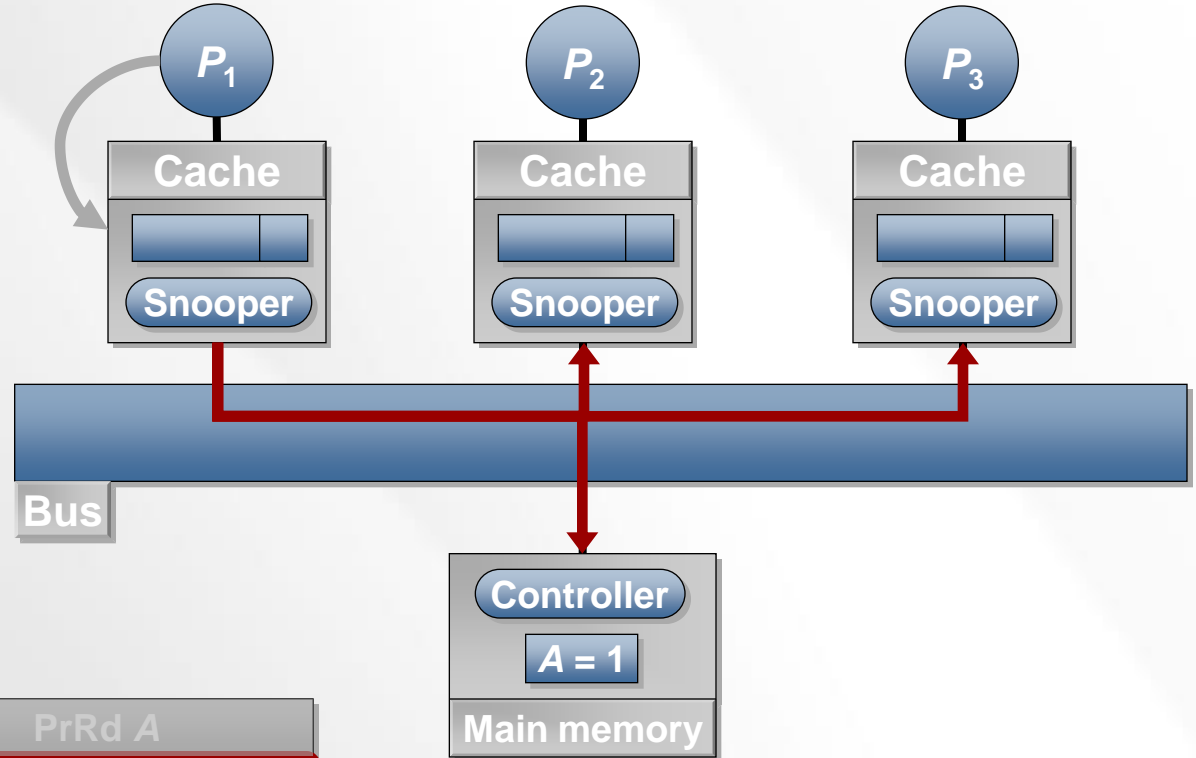 P1
P2
P3
Cache
Cache
Cache
Snooper
Snooper
Snooper
Bus
Controller
A = 1
PrRd A
Main memory